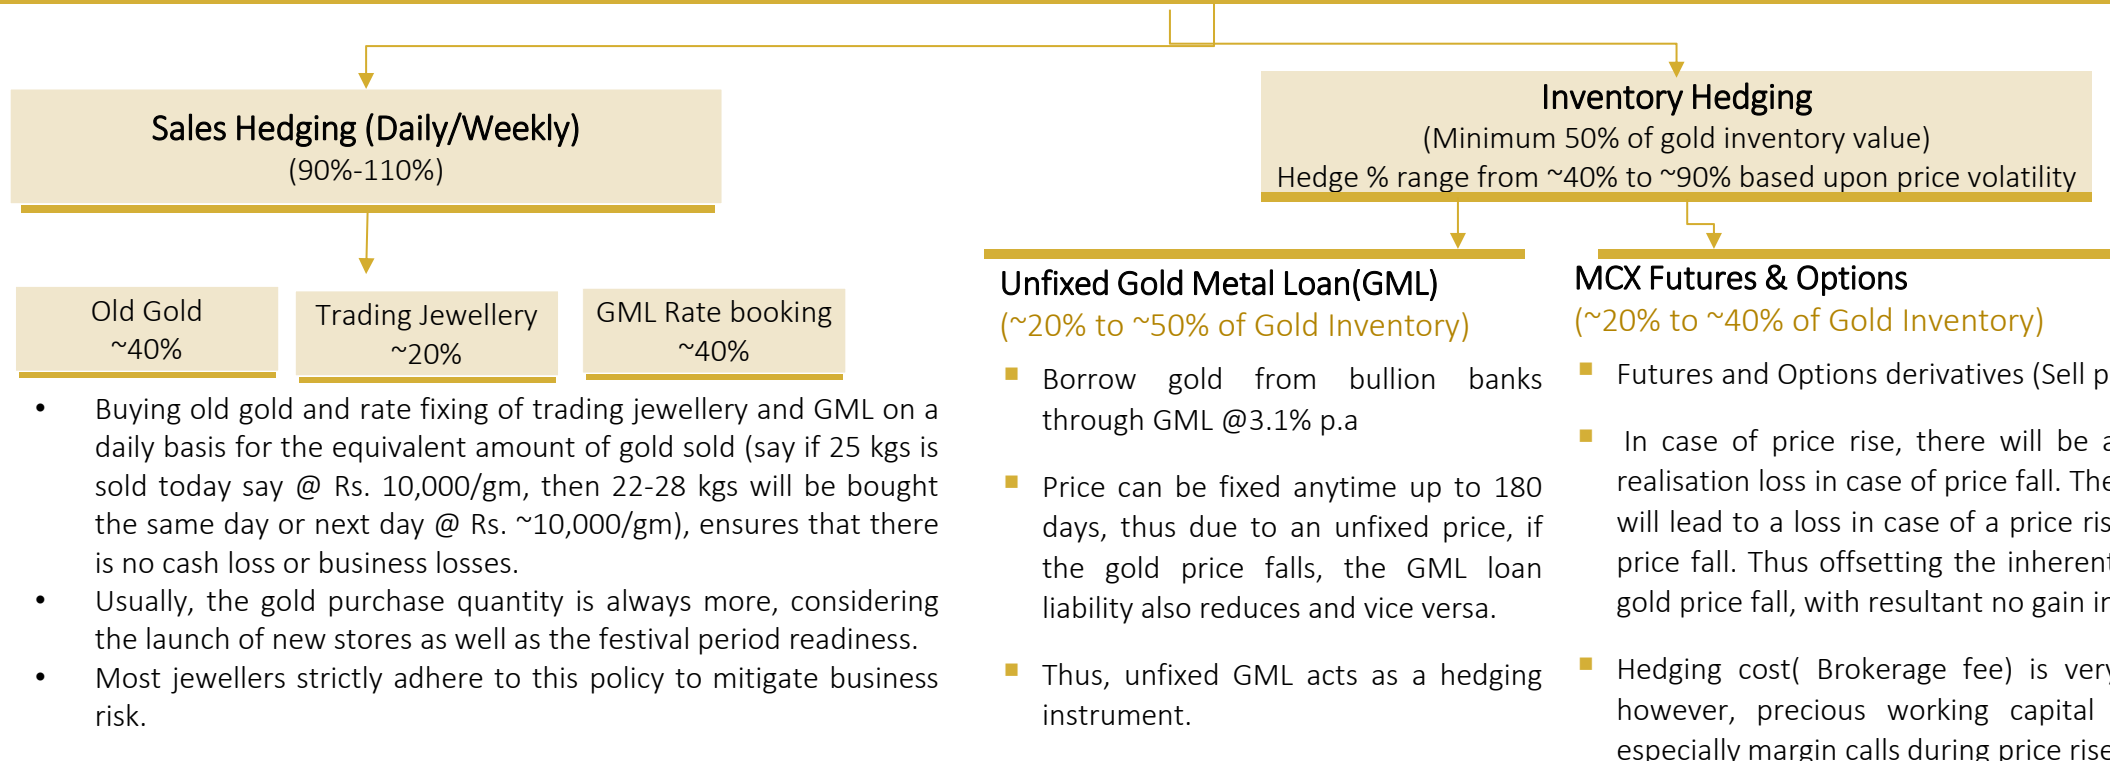 Sales Hedging (Daily/Weekly)
(90%-110%)
Old Gold
~40%
Trading Jewellery
~20%
GML Rate booking
~40%
• Buying old gold and rate fixing of trading jewellery and GML on a
daily basis for the equivalent amount of gold sold (say if 25 kgs is
sold today say @ Rs. 10,000/gm, then 22-28 kgs will be bought
the same day or next day @ Rs. ~10,000/gm), ensures that there
is no cash loss or business losses.
• Usually, the gold purchase quantity is always more, considering
the launch of new stores as well as the festival period readiness.
• Most jewellers strictly adhere to this policy to mitigate business
risk.
Inventory Hedging
(Minimum 50% of gold inventory value)
Hedge % range from ~40% to ~90% based upon price volatility
Unfixed Gold Metal Loan(GML)
(~20% to ~50% of Gold Inventory)
▪ Borrow gold from bullion banks
through GML @3.1% p.a
▪ Price can be fixed anytime up to 180
days, thus due to an unfixed price, if
the gold price falls, the GML loan
liability also reduces and vice versa.
▪ Thus, unfixed GML acts as a hedging
instrument.
MCX Futures & Options
(~20% to ~40% of Gold Inventory)
▪ Futures and Options derivatives (Sell
▪ In case of price rise, there will be
realisation loss in case of price fall.
will lead to a loss in case of a price
price fall. Thus offsetting the inherent
gold price fall, with resultant no gain
▪ Hedging cost( Brokerage fee) is very
however, precious working capital
especially margin calls during price rise